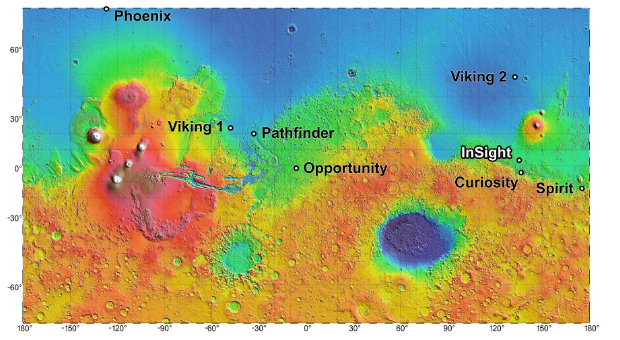 Phoenix
60°
Viking 2
30°
Viking 1
Pathfinder
InSight
0°
Opportunity
Curiosity
Spirit
-30°
-60°
180°
-150°
-120°
-90°
-60°
-30°
0°
30°
60°
90°
120°
150°
180°